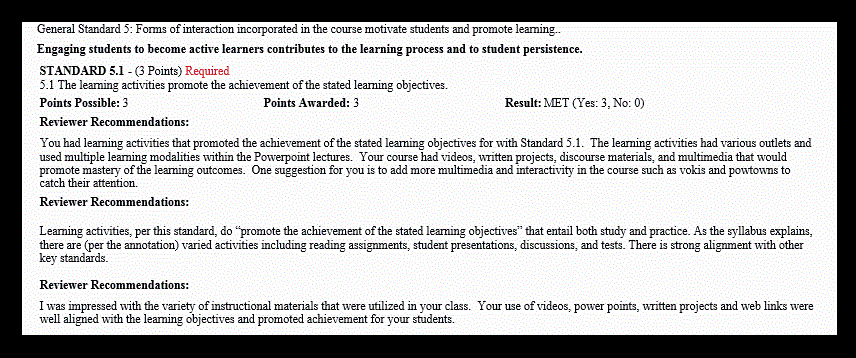 General Standard 5: Forms of interaction incorporated in the course motivate students and promote learning..
Engaging students to become active learners contributes to the learning process and to student persistence.
STANDARD 5.1 - (3 Points) Required
5.1 The learning activities promote the achievement of the stated learning objectives.
Points Possible: 3 Points Awarded: 3 Result: MET (Yes: 3, No: 0)
Reviewer Recommendations:
You had learning activities that promoted the achievement of the stated learning objectives for with Standard 5.1. The learning activities had various outlets and
used multiple learning modalities within the Powerpoint lectures. Your course had videos, written projects, discourse materials, and multimedia that would
promote mastery of the learning outcomes. One suggestion for you is to add more multimedia and interactivity in the course such as vokis and powtowns to
catch their attention.
Reviewer Recommendations:
Learning activities, per this standard, do “promote the achievement of the stated learning objectives” that entail both study and practice. As the syllabus explains,
there are (per the annotation) varied activities including reading assignments, student presentations, discussions, and tests. There is strong alignment with other
key standards.
Reviewer Recommendations:
I was impressed with the variety of instructional materials that were utilized in your class. Your use of videos, power points, written projects and web links were
well aligned with the learning objectives and promoted achievement for your students.